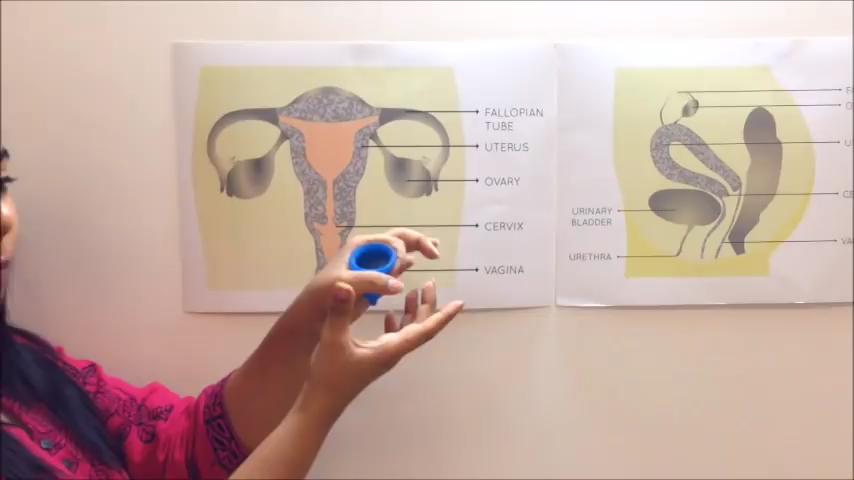 FALLOPIAN
TUBE
UTERUS
OVARY
CERVIX
VAGINA
URINARY
BLADDER
URETHRA